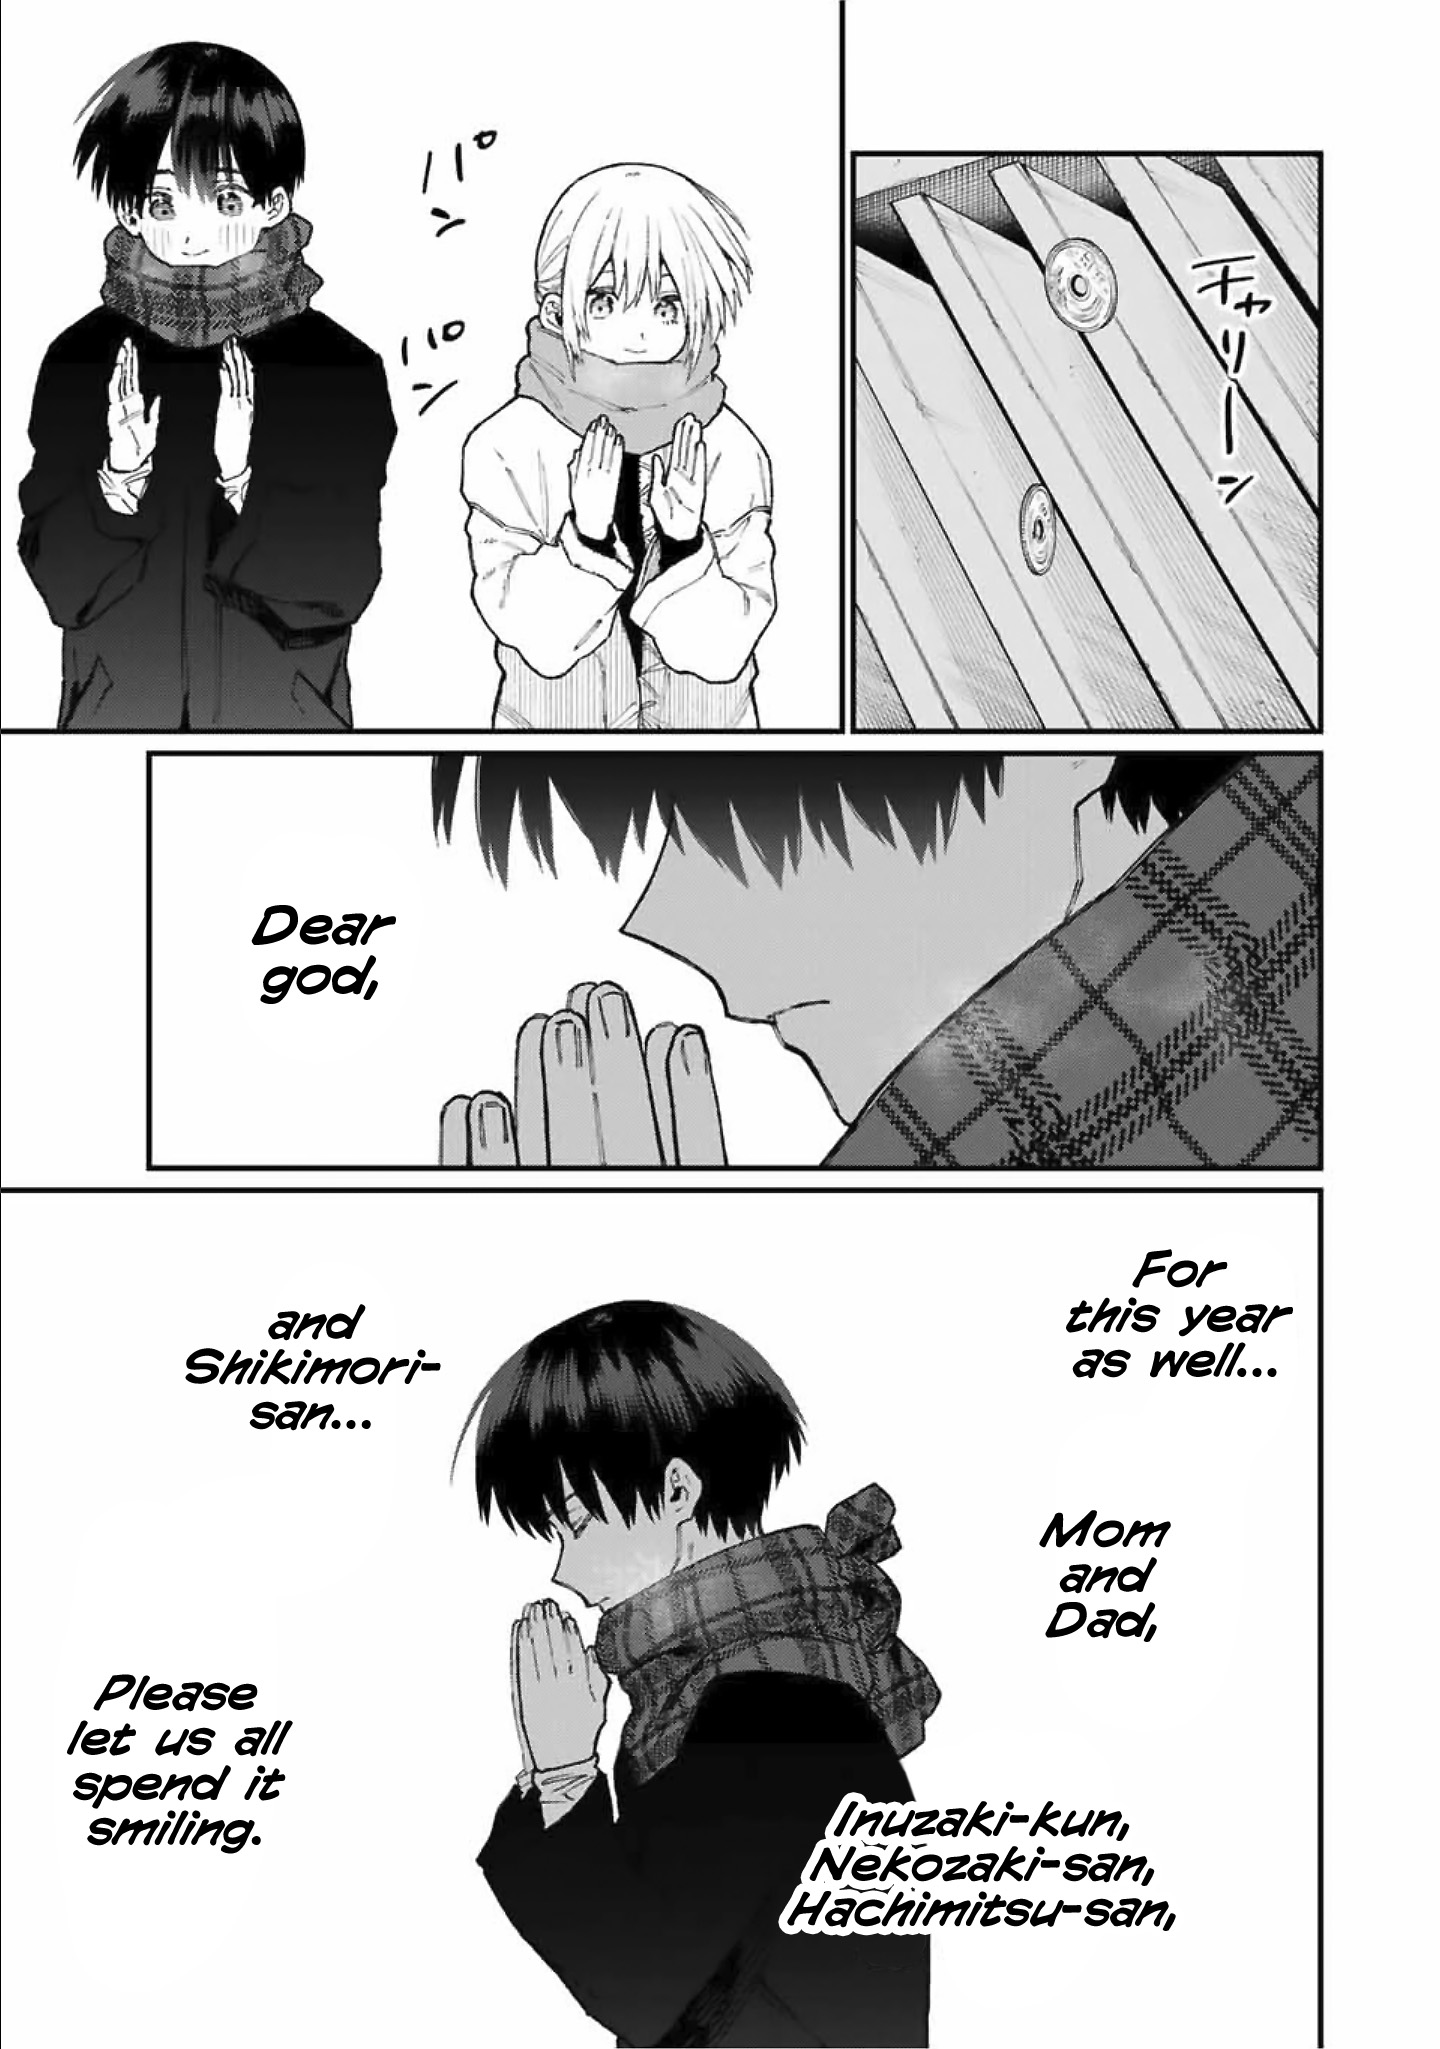 チャリーン
パン
パン
Dear
god,
For
this year
as well...
Mom
and
Dad,
Inuzaki-kun,
Nekozaki-san,
Hachimitsu-san,
and
Shikimori-
san...
Please
let us all
spend it
smiling.